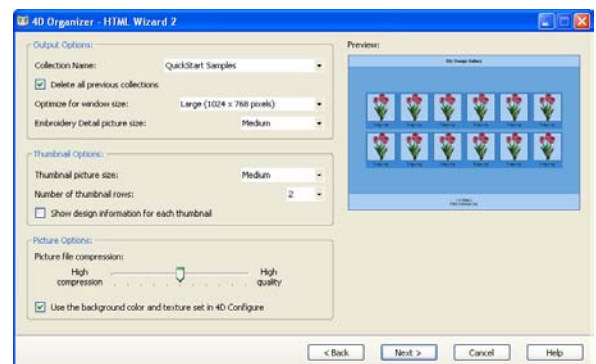 4D Organizer - HTML Wizard 2
Output Options:
Collection Name: QuickStart Samples
Delete all previous collections
Optimize for window size: Large (1024 x 768 pixels)
Embroidery Detail picture size: Medium
Thumbnail Options:
Thumbnail picture size: Medium
Number of thumbnail rows: 2
Show design information for each thumbnail
Picture Options:
Picture file compression:
High compression
High quality
Use the background color and texture set in 4D Configure
Preview:
My Design Gallery
< Back Next > Cancel Help